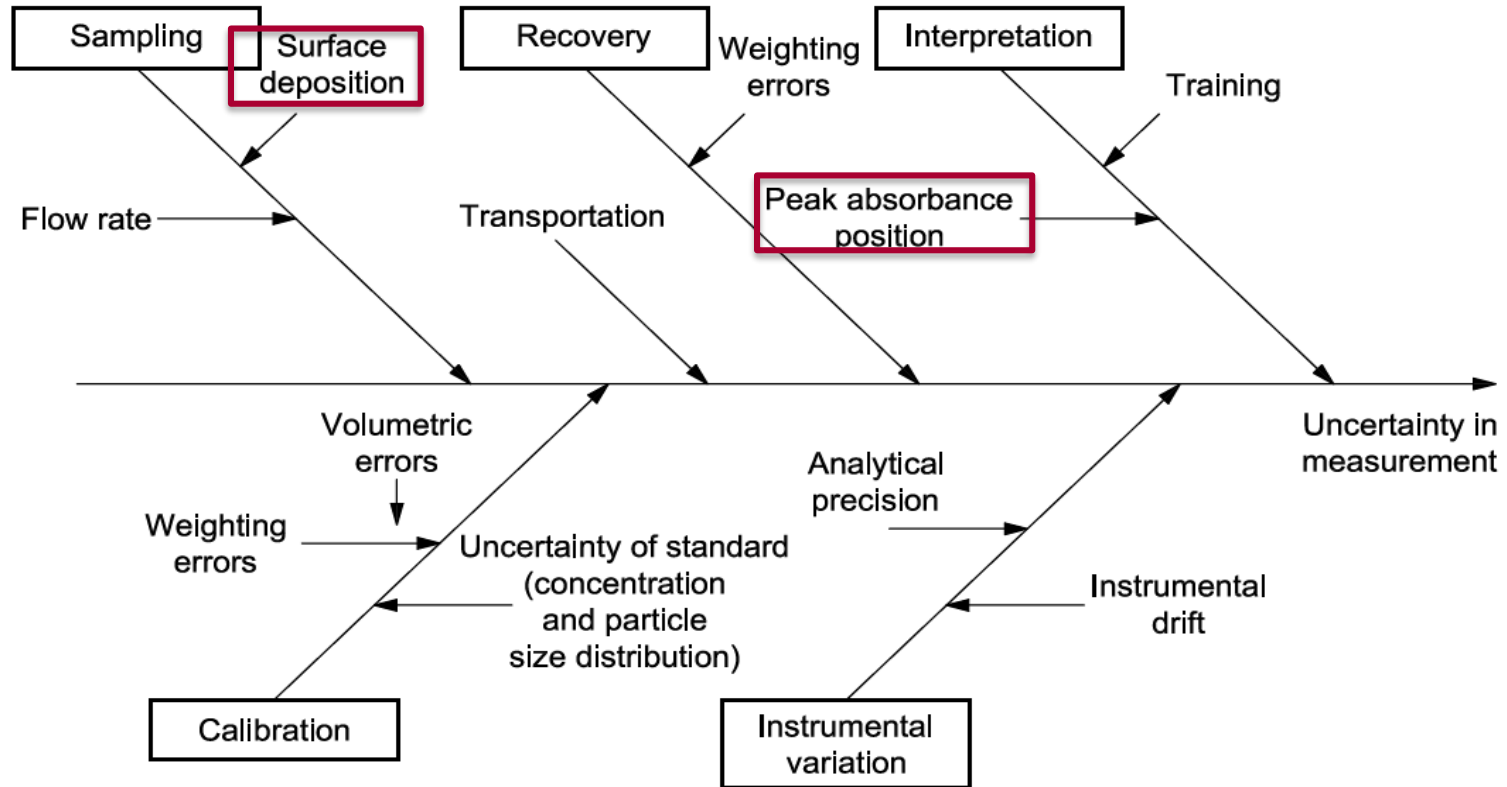 Sampling
Surface
deposition
Recovery
Weighting
errors
Interpretation
Training
Flow rate
Transportation
Peak absorbance
position
Uncertainty in
measurement
Volumetric
errors
Weighting
errors
Uncertainty of standard
(concentration
and particle
size distribution)
Analytical
precision
Instrumental
drift
Calibration
Instrumental
variation